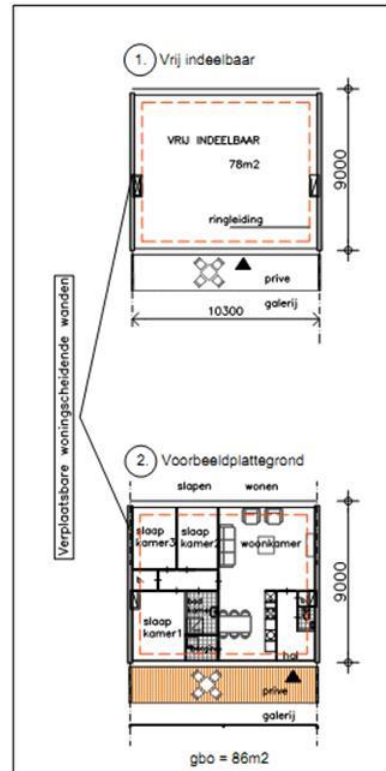 1. Vrij indeelbaar
VRIJ INDEELBAAR
78m2
ringleiding
9000
prive
galerij
10300
Verplaatsbare woningscheidende wanden
2. Voorbeeldplattegrond
slapen wonen
slaap
kamer3
slaap
kamer2
woonkamer
slaap
kamer1
bad
9000
hal
prive
galerij
gbo = 86m2